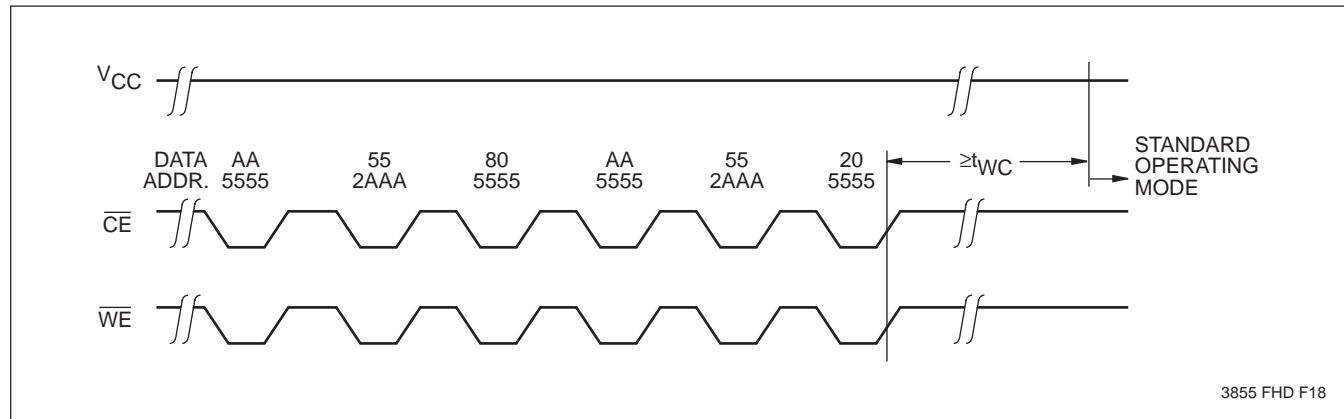 VCC
DATA AA 55 80 AA 55 20
ADDR. 5555 2AAA 5555 5555 2AAA 5555
≥tWC
STANDARD
OPERATING
MODE
CE
WE
3855 FHD F18